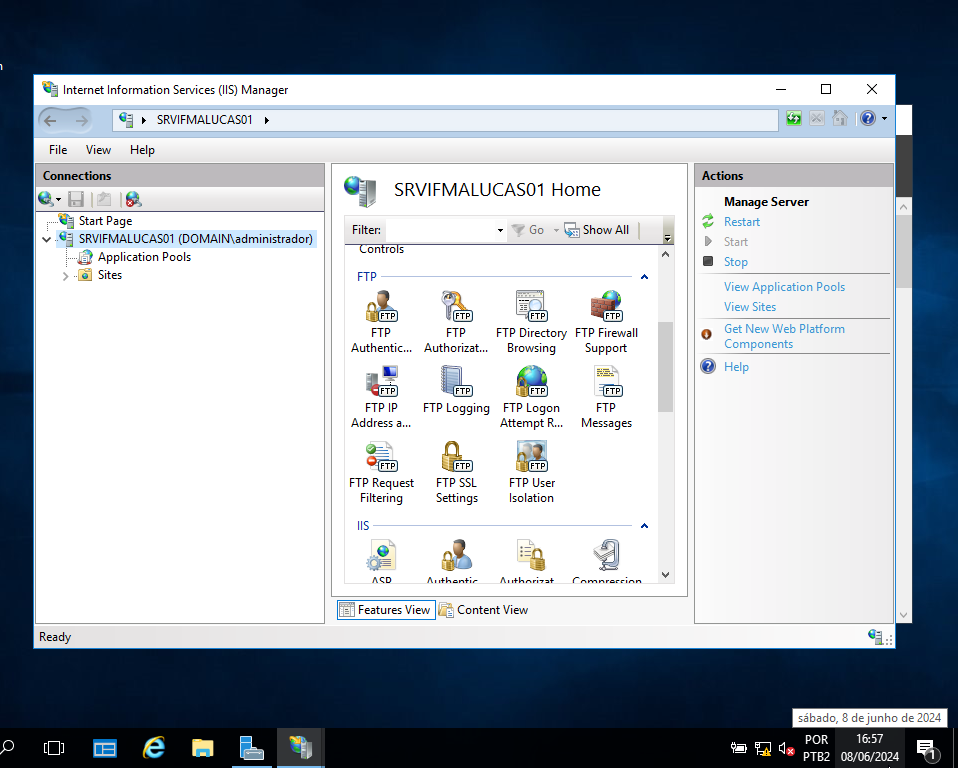 n
Internet Information Services (IIS) Manager
SRVIFMALUCAS01
File View Help
Connections
Start Page
SRVIFMALUCAS01 (DOMAIN\administrador)
Application Pools
Sites
SRVIFMALUCAS01 Home
Filter: Go Show All
Controls
FTP
FTP Authentic...
FTP Authorizat...
FTP Directory Browsing
FTP Firewall Support
FTP IP Address a...
FTP Logging
FTP Logon Attempt R...
FTP Messages
FTP Request Filtering
FTP SSL Settings
FTP User Isolation
IIS
ASP
Authentic
Authorizat
Compression
Features View
Content View
Actions
Manage Server
Restart
Start
Stop
View Application Pools
View Sites
Get New Web Platform
Components
Help
Ready
sábado, 8 de junho de 2024
POR
PTB2
16:57
08/06/2024
1